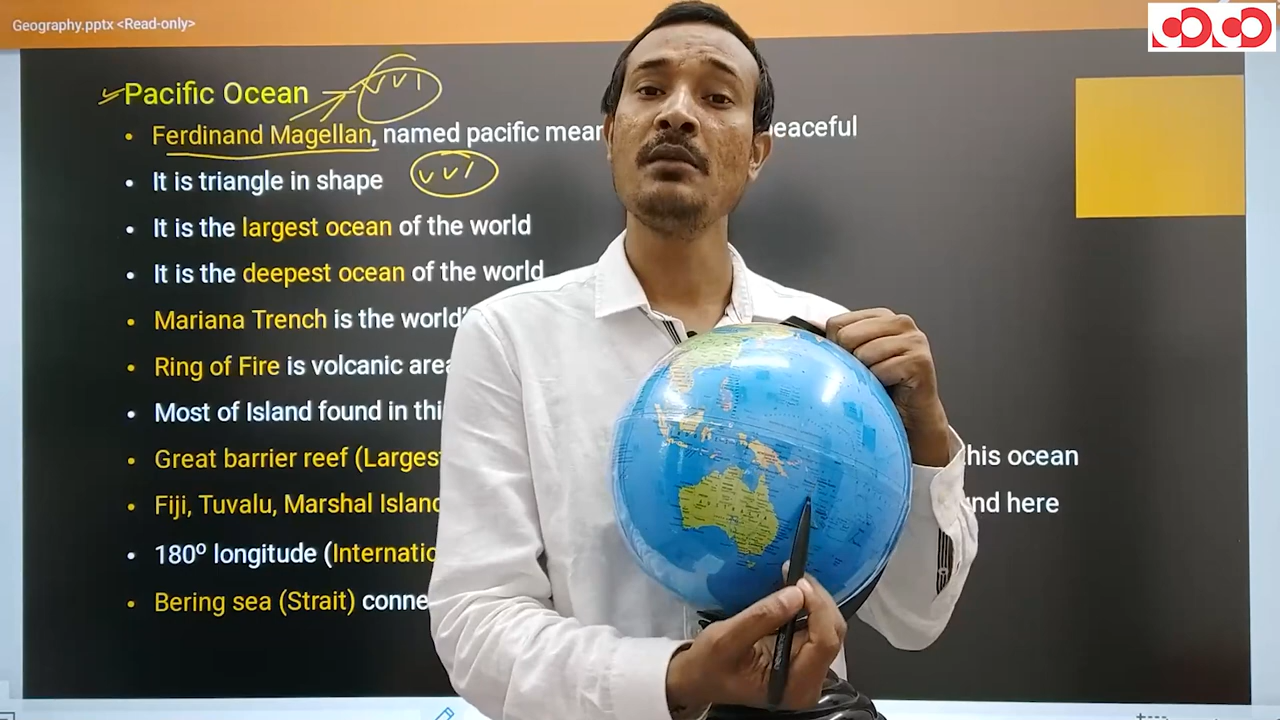 Geography.pptx <Read-only>
Pacific Ocean → VVI
Ferdinand Magellan, named pacific mean eaceful
It is triangle in shape VVI
It is the largest ocean of the world
It is the deepest ocean of the world
Mariana Trench is the world'
Ring of Fire is volcanic area
Most of Island found in thi
Great barrier reef (Largest this ocean
Fiji, Tuvalu, Marshal Island nd here
180º longitude (Internatio
Bering sea (Strait) conne